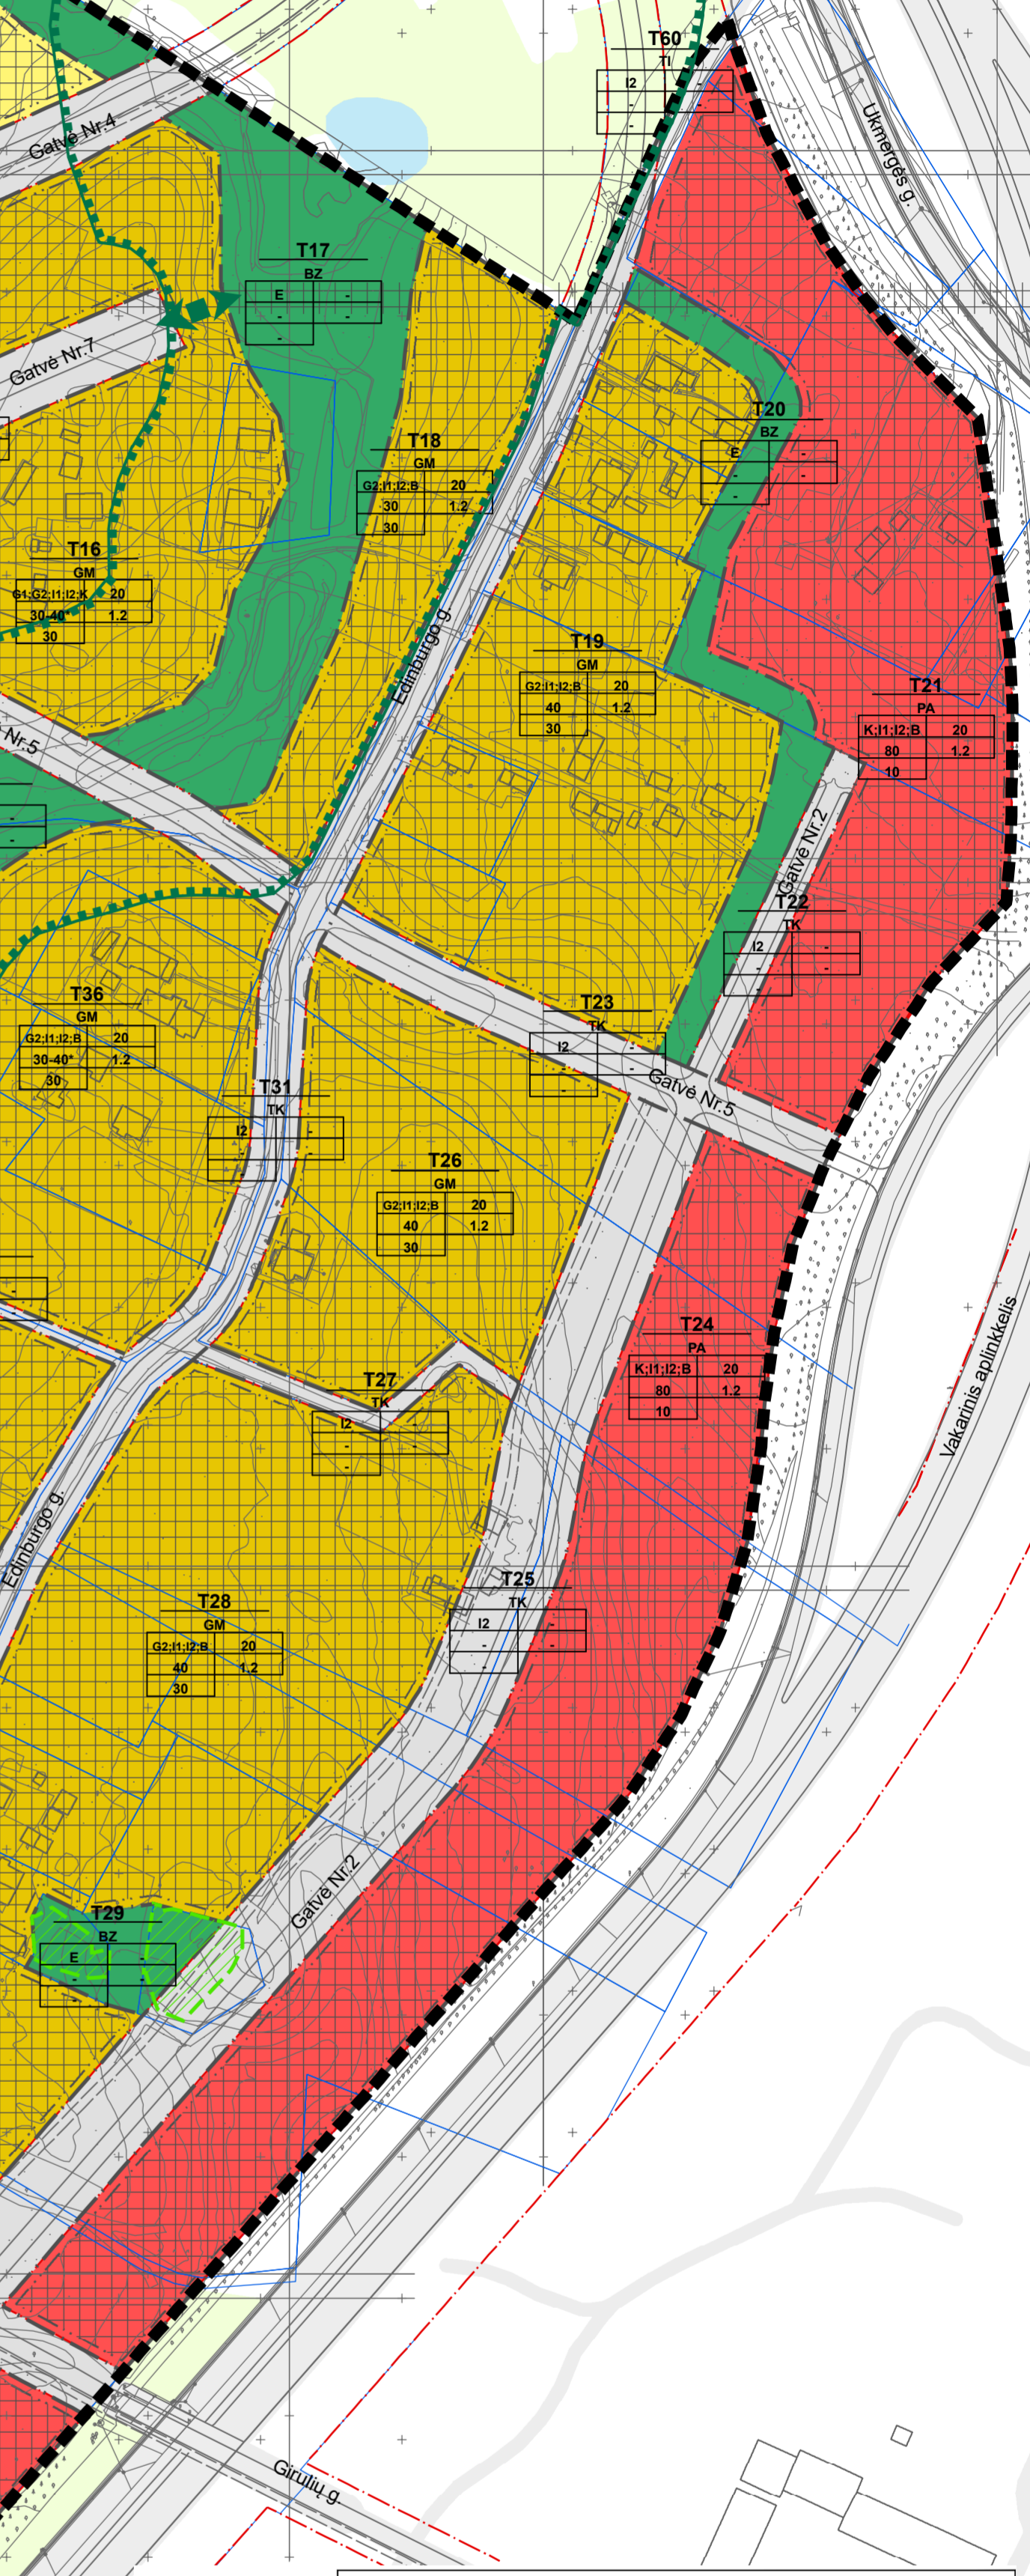 T60
TI
I2 -
- -
-
Ukmergės g.
Gatvė Nr.4
T17
BZ
E -
- -
-
Gatvė Nr.7
T18
GM
G2;I1;I2;B 20
30 1.2
30
T20
BZ
E -
- -
-
T16
GM
G1;G2;I1;I2;K 20
30-40* 1.2
30
Edinburgo g.
T19
GM
G2;I1;I2;B 20
40 1.2
30
T21
PA
K;I1;I2;B 20
80 1.2
10
Nr.5
Gatvė Nr.2
T22
TK
I2 -
- -
-
T36
GM
G2;I1;I2;B 20
30-40* 1.2
30
T23
TK
I2 -
- -
-
Gatvė Nr.5
T31
TK
I2 -
- -
-
T26
GM
G2;I1;I2;B 20
40 1.2
30
T24
PA
K;I1;I2;B 20
80 1.2
10
Vakarinis aplinkkelis
T27
TK
I2 -
- -
-
Edinburgo g.
T25
TK
I2 -
- -
-
T28
GM
G2;I1;I2;B 20
40 1.2
30
Gatvė Nr.2
T29
BZ
E -
- -
-
Girulių g.